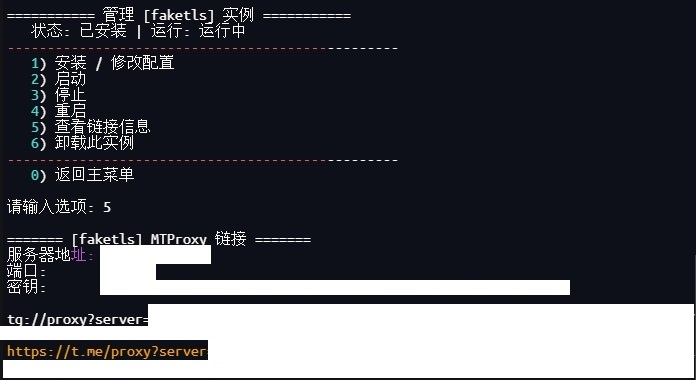 =========== 管理 [faketls] 实例 ===========
状态: 已安装 | 运行: 运行中
-------------------------------------------------
1) 安装 / 修改配置
2) 启动
3) 停止
4) 重启
5) 查看链接信息
6) 卸载此实例
-------------------------------------------------
0) 返回主菜单
请输入选项: 5
======= [faketls] MTProxy 链接 =======
服务器地址:
端口:
密钥:
tg://proxy?server=
https://t.me/proxy?server=